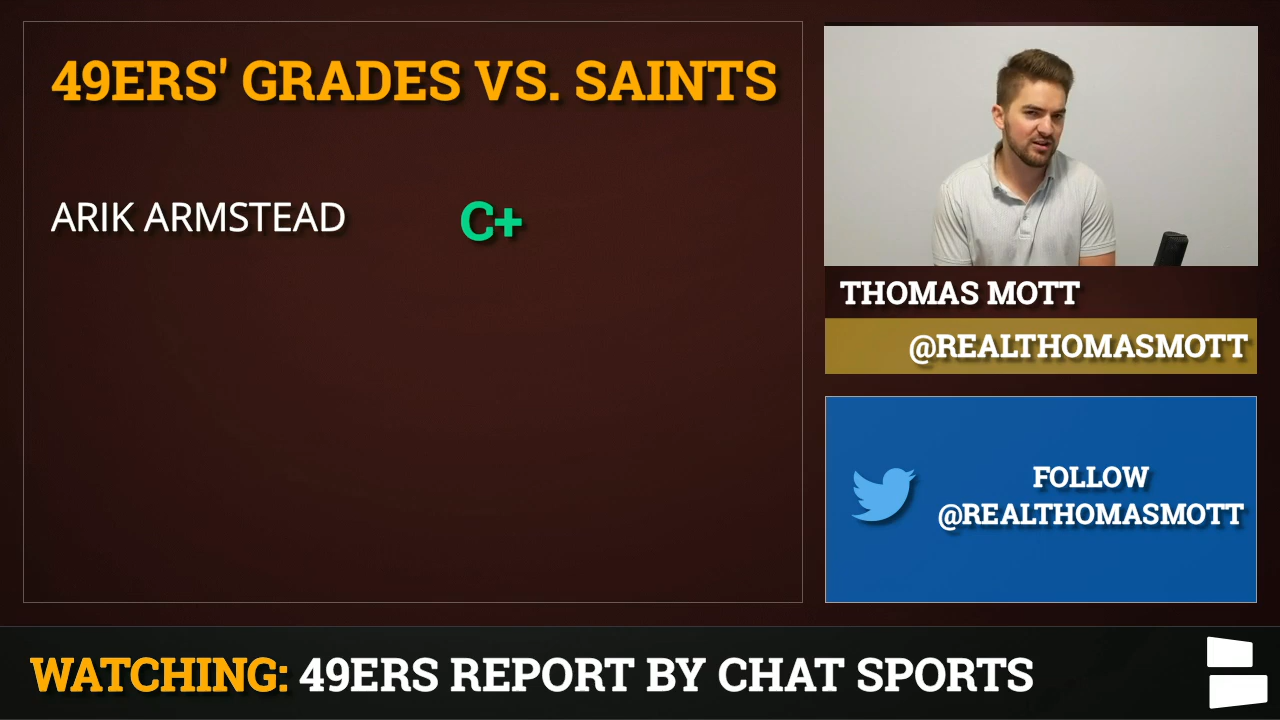 49ERS' GRADES VS. SAINTS
ARIK ARMSTEAD C+
THOMAS MOTT
@REALTHOMASMOTT
FOLLOW
@REALTHOMASMOTT
WATCHING: 49ERS REPORT BY CHAT SPORTS